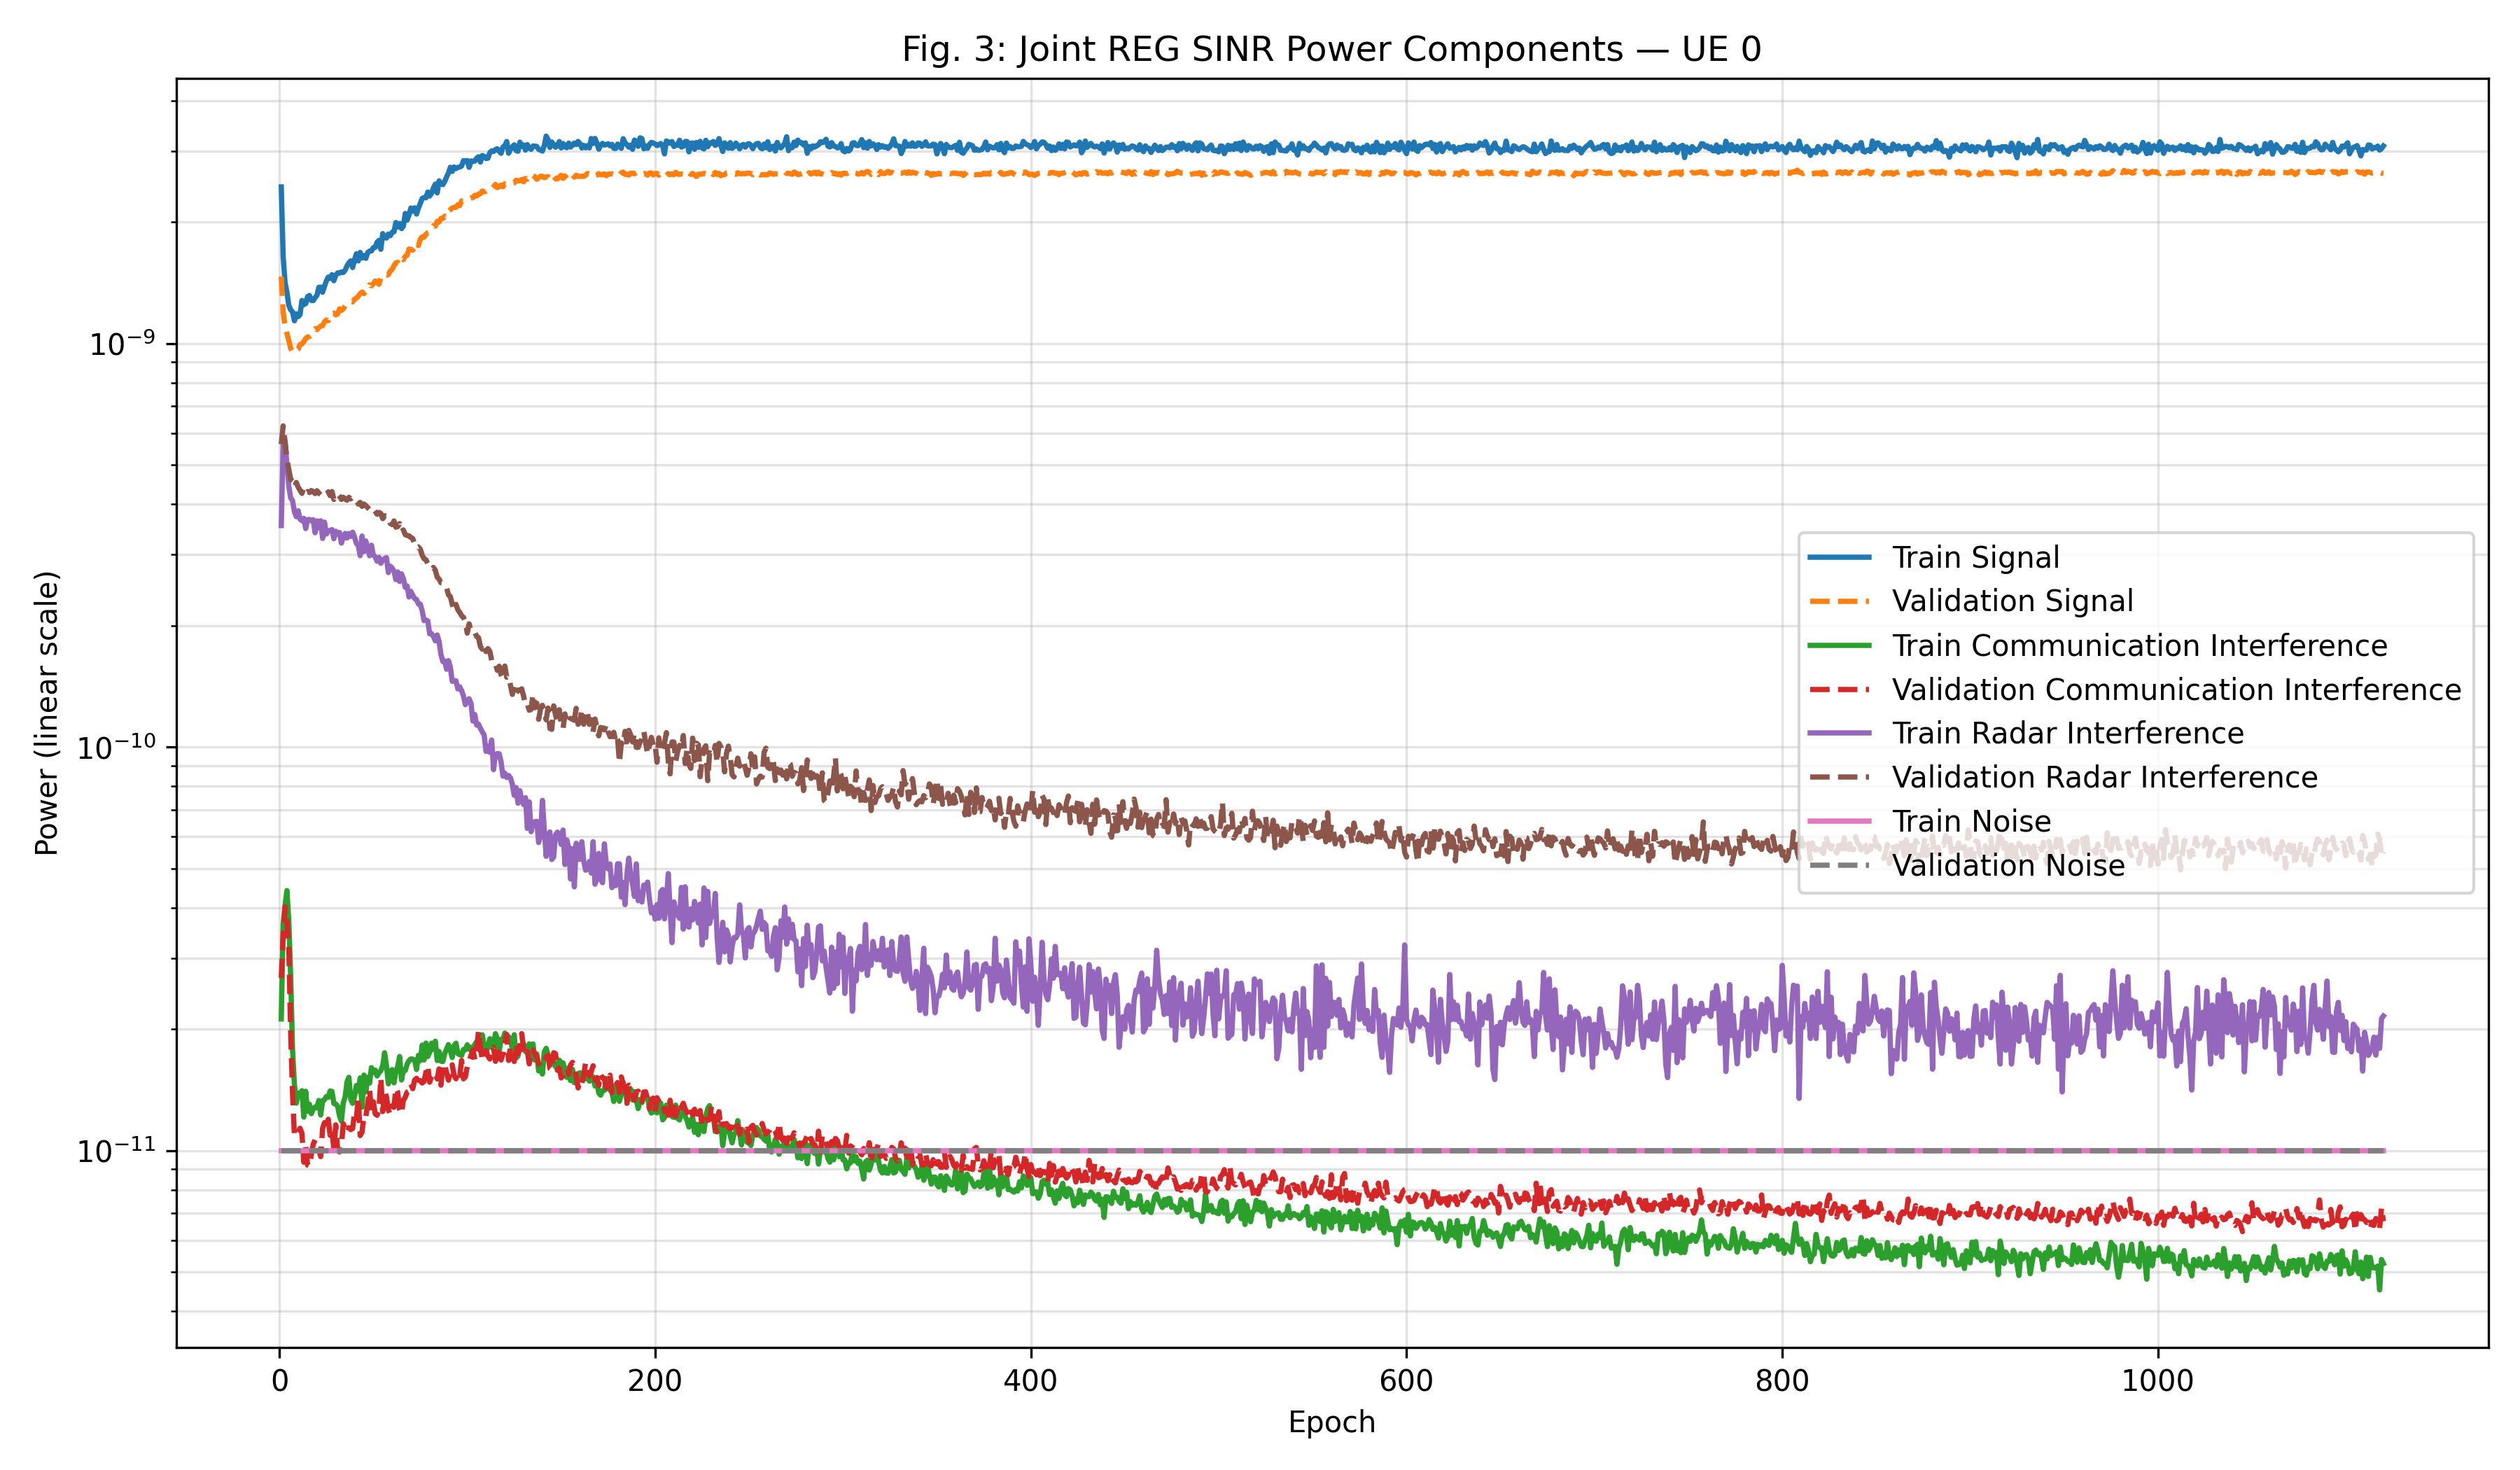 Fig. 3: Joint REG SINR Power Components — UE 0
Power (linear scale)
10⁻⁹
10⁻¹⁰
10⁻¹¹
Train Signal
Validation Signal
Train Communication Interference
Validation Communication Interference
Train Radar Interference
Validation Radar Interference
Train Noise
Validation Noise
0 200 400 600 800 1000
Epoch